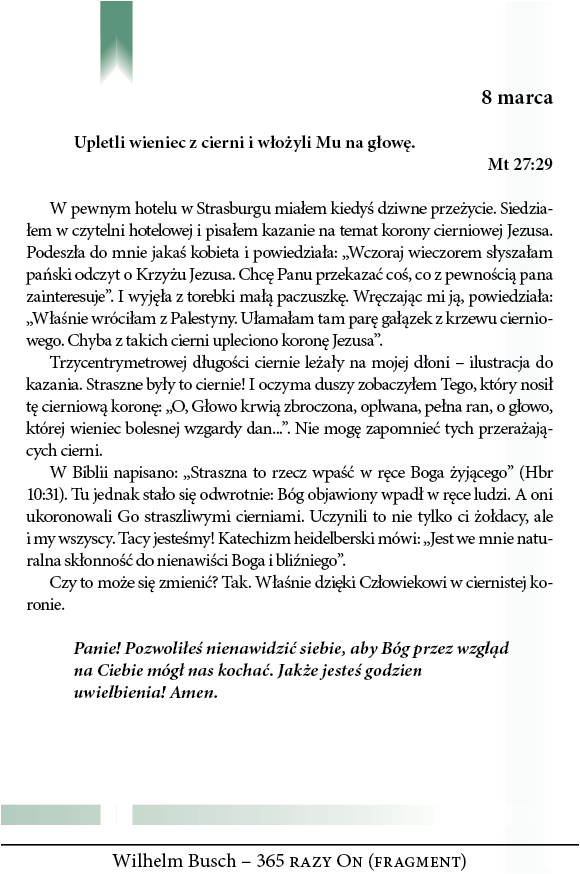 8 marca
Upletli wieniec z cierni i włożyli Mu na głowę.
Mt 27:29
W pewnym hotelu w Strasburgu miałem kiedyś dziwne przeżycie. Siedzia-
łem w czytelni hotelowej i pisałem kazanie na temat korony cierniowej Jezusa.
Podeszła do mnie jakaś kobieta i powiedziała: „Wczoraj wieczorem słyszałam
pański odczyt o Krzyżu Jezusa. Chcę Panu przekazać coś, co z pewnością pana
zainteresuje”. I wyjęła z torebki małą paczuszkę. Wręczając mi ją, powiedziała:
„Właśnie wróciłam z Palestyny. Ułamałam tam parę gałązek z krzewu ciernio-
wego. Chyba z takich cierni upleciono koronę Jezusa”.
Trzycentrymetrowej długości ciernie leżały na mojej dłoni – ilustracja do
kazania. Straszne były to ciernie! I oczyma duszy zobaczyłem Tego, który nosił
tę cierniową koronę: „O, Głowo krwią zbroczona, oplwana, pełna ran, o głowo,
której wieniec bolesnej wzgardy dan...”. Nie mogę zapomnieć tych przerażają-
cych cierni.
W Biblii napisano: „Straszna to rzecz wpaść w ręce Boga żyjącego” (Hbr
10:31). Tu jednak stało się odwrotnie: Bóg objawiony wpadł w ręce ludzi. A oni
ukoronowali Go straszliwymi cierniami. Uczynili to nie tylko ci żołdacy, ale
i my wszyscy. Tacy jesteśmy! Katechizm heidelberski mówi: „Jest we mnie natu-
ralna skłonność do nienawiści Boga i bliźniego”.
Czy to może się zmienić? Tak. Właśnie dzięki Człowiekowi w ciernistej ko-
ronie.
Panie! Pozwoliłeś nienawidzić siebie, aby Bóg przez wzgląd
na Ciebie mógł nas kochać. Jakże jesteś godzien
uwielbienia! Amen.
Wilhelm Busch – 365 razy On (fragment)